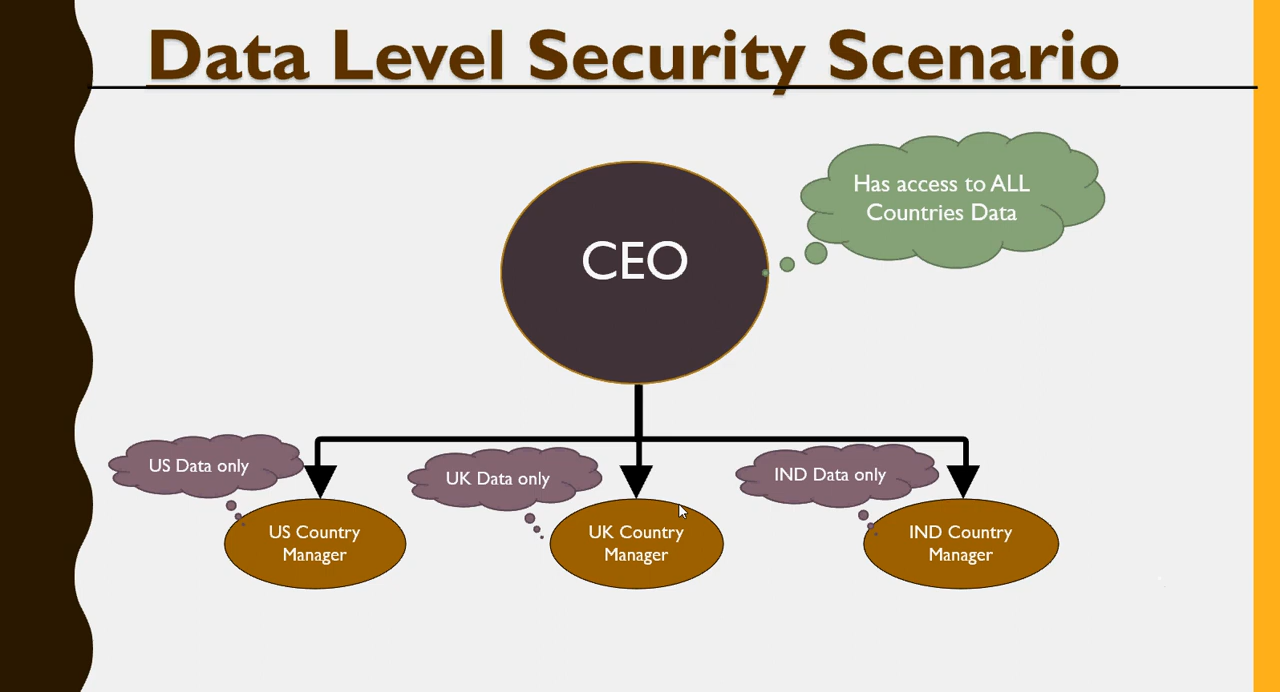 Data Level Security Scenario
Has access to ALL
Countries Data
CEO
US Data only
UK Data only
IND Data only
US Country
Manager
UK Country
Manager
IND Country
Manager